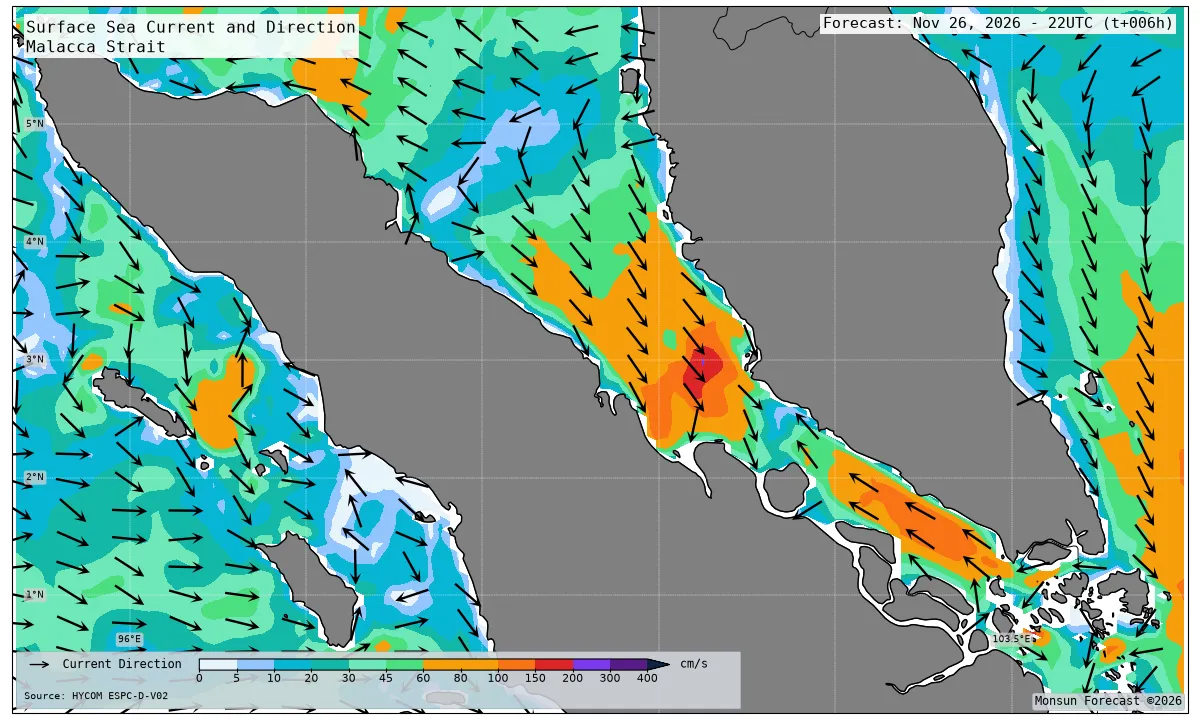 Surface Sea Current and Direction
Malacca Strait
Forecast: Nov 26, 2026 - 22UTC (t+006h)
5°N
4°N
3°N
2°N
1°N
96°E
103.5°E
Current Direction
0 5 10 20 30 45 60 80 100 150 200 300 400
cm/s
Source: HYCOM ESPC-D-V02
Monsun Forecast ©2026